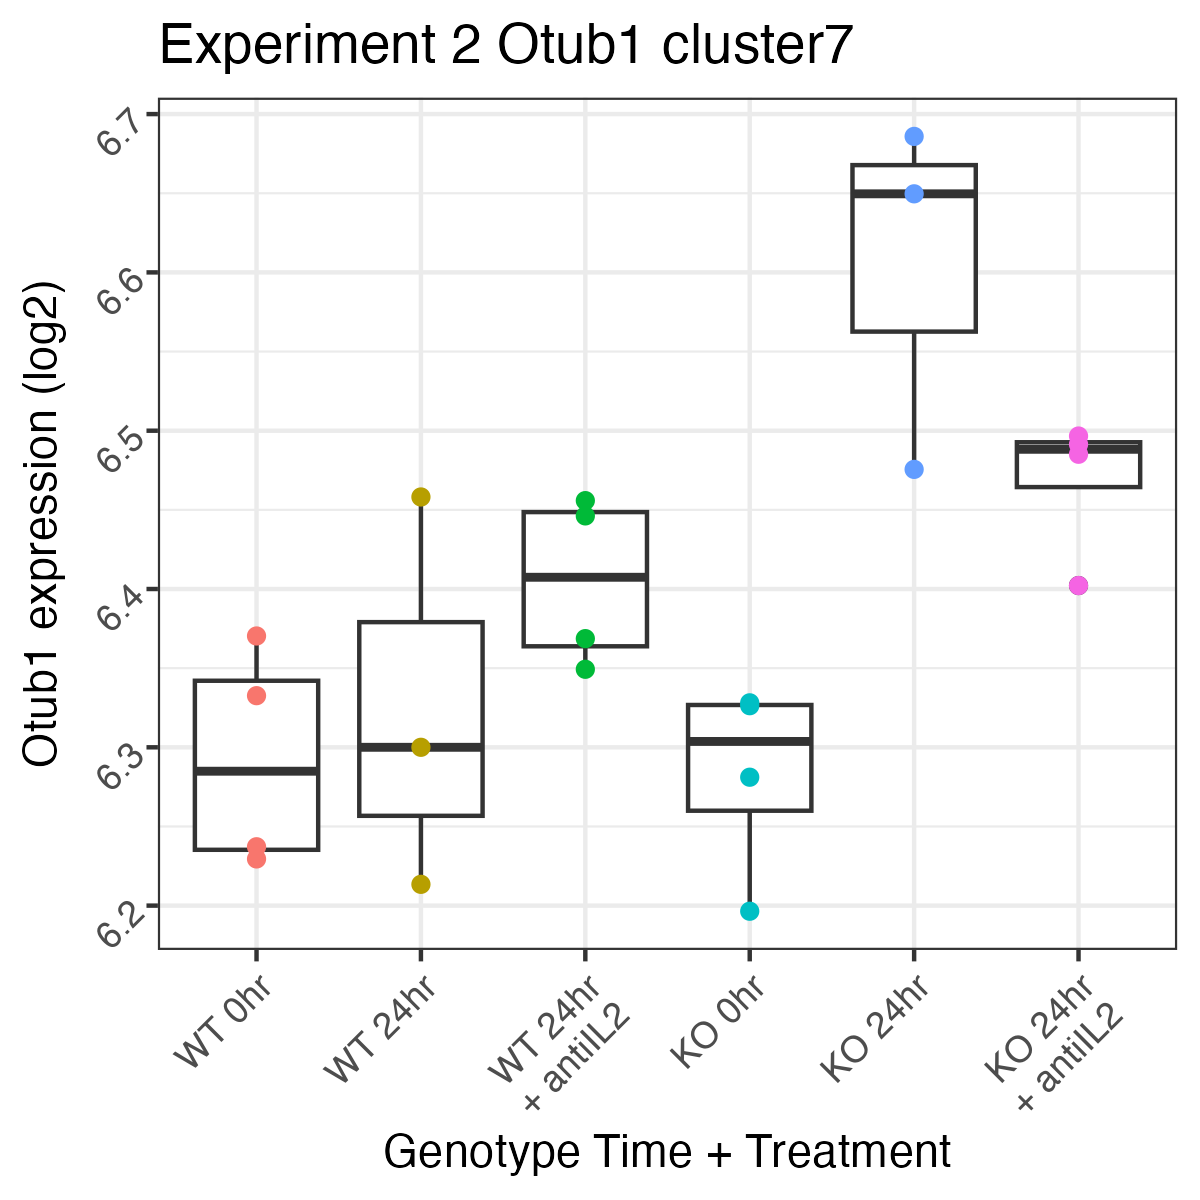 Experiment 2 Otub1 cluster7
Otub1 expression (log2)
6.7
6.6
6.5
6.4
6.3
6.2
WT 0hr
WT 24hr
WT 24hr
+ antiIL2
KO 0hr
KO 24hr
KO 24hr
+ antiIL2
Genotype Time + Treatment